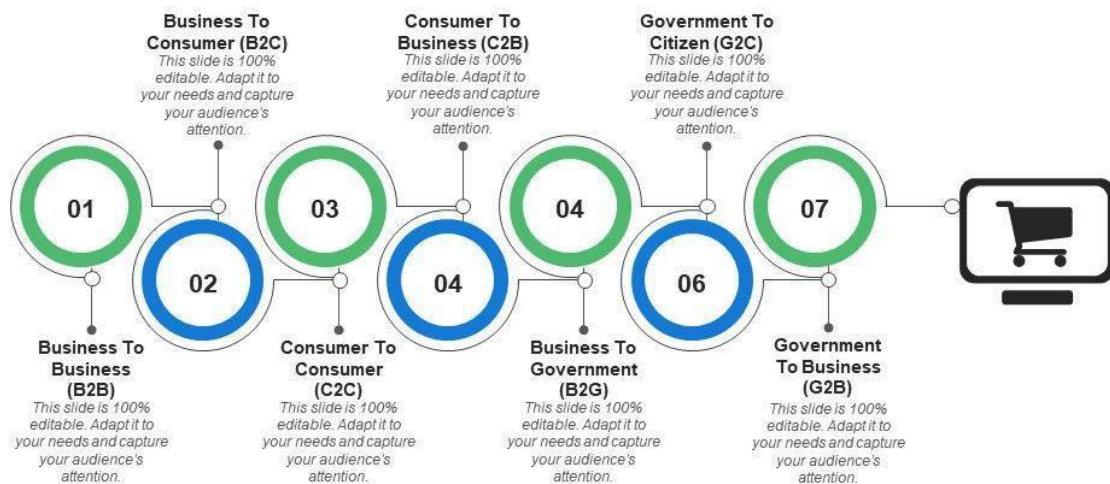 Business To
Consumer (B2C)
This slide is 100%
editable. Adapt it to
your needs and capture
your audience's
attention.
Consumer To
Business (C2B)
This slide is 100%
editable. Adapt it to
your needs and capture
your audience's
attention.
Government To
Citizen (G2C)
This slide is 100%
editable. Adapt it to
your needs and capture
your audience's
attention.
01
02
03
04
04
06
07
Business To
Business
(B2B)
This slide is 100%
editable. Adapt it to
your needs and capture
your audience's
attention.
Consumer To
Consumer
(C2C)
This slide is 100%
editable. Adapt it to
your needs and capture
your audience's
attention.
Business To
Government
(B2G)
This slide is 100%
editable. Adapt it to
your needs and capture
your audience's
attention.
Government
To Business
(G2B)
This slide is 100%
editable. Adapt it to
your needs and capture
your audience's
attention.